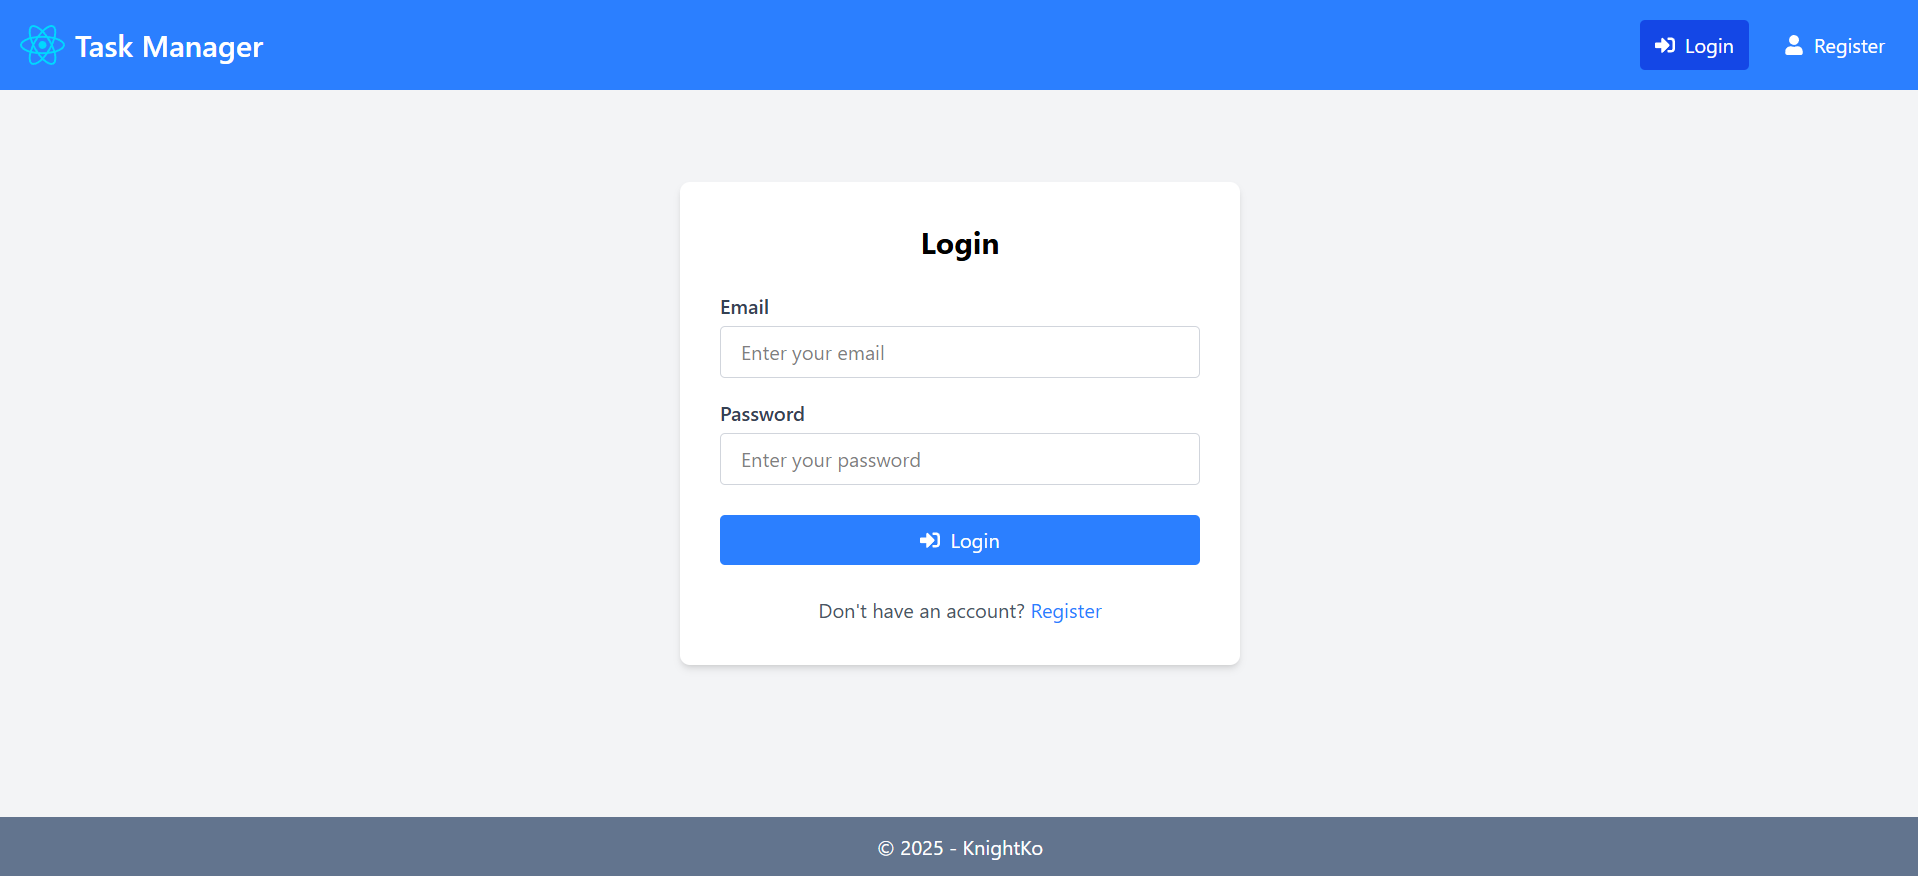 Task Manager
Login
Register
Login
Email
Enter your email
Password
Enter your password
Login
Don't have an account? Register
© 2025 - KnightKo